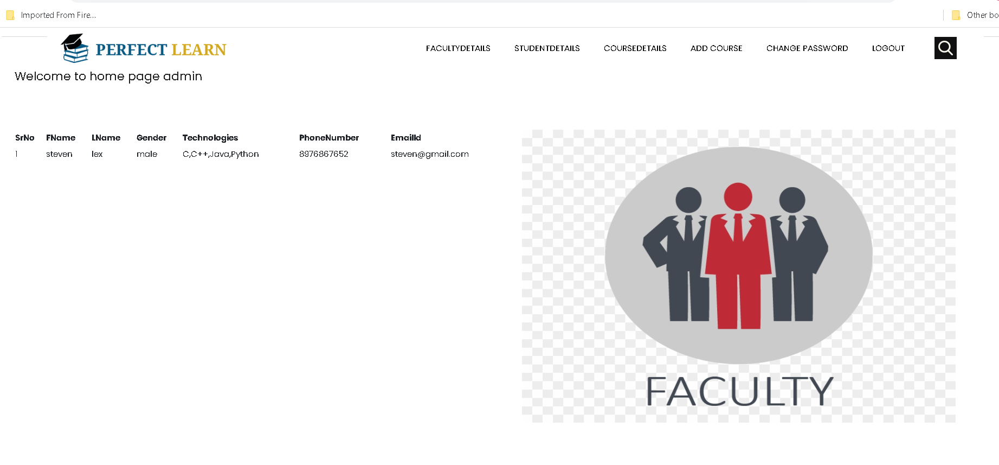 Imported From Fire... Other bo
PERFECT LEARN FACULTYDETAILS STUDENTDETAILS COURSEDETAILS ADD COURSE CHANGE PASSWORD LOGOUT
Welcome to home page admin
SrNo FName LName Gender Technologies PhoneNumber EmailId
1 steven lex male C,C++,Java,Python 8976867652 steven@gmail.com
FACULTY